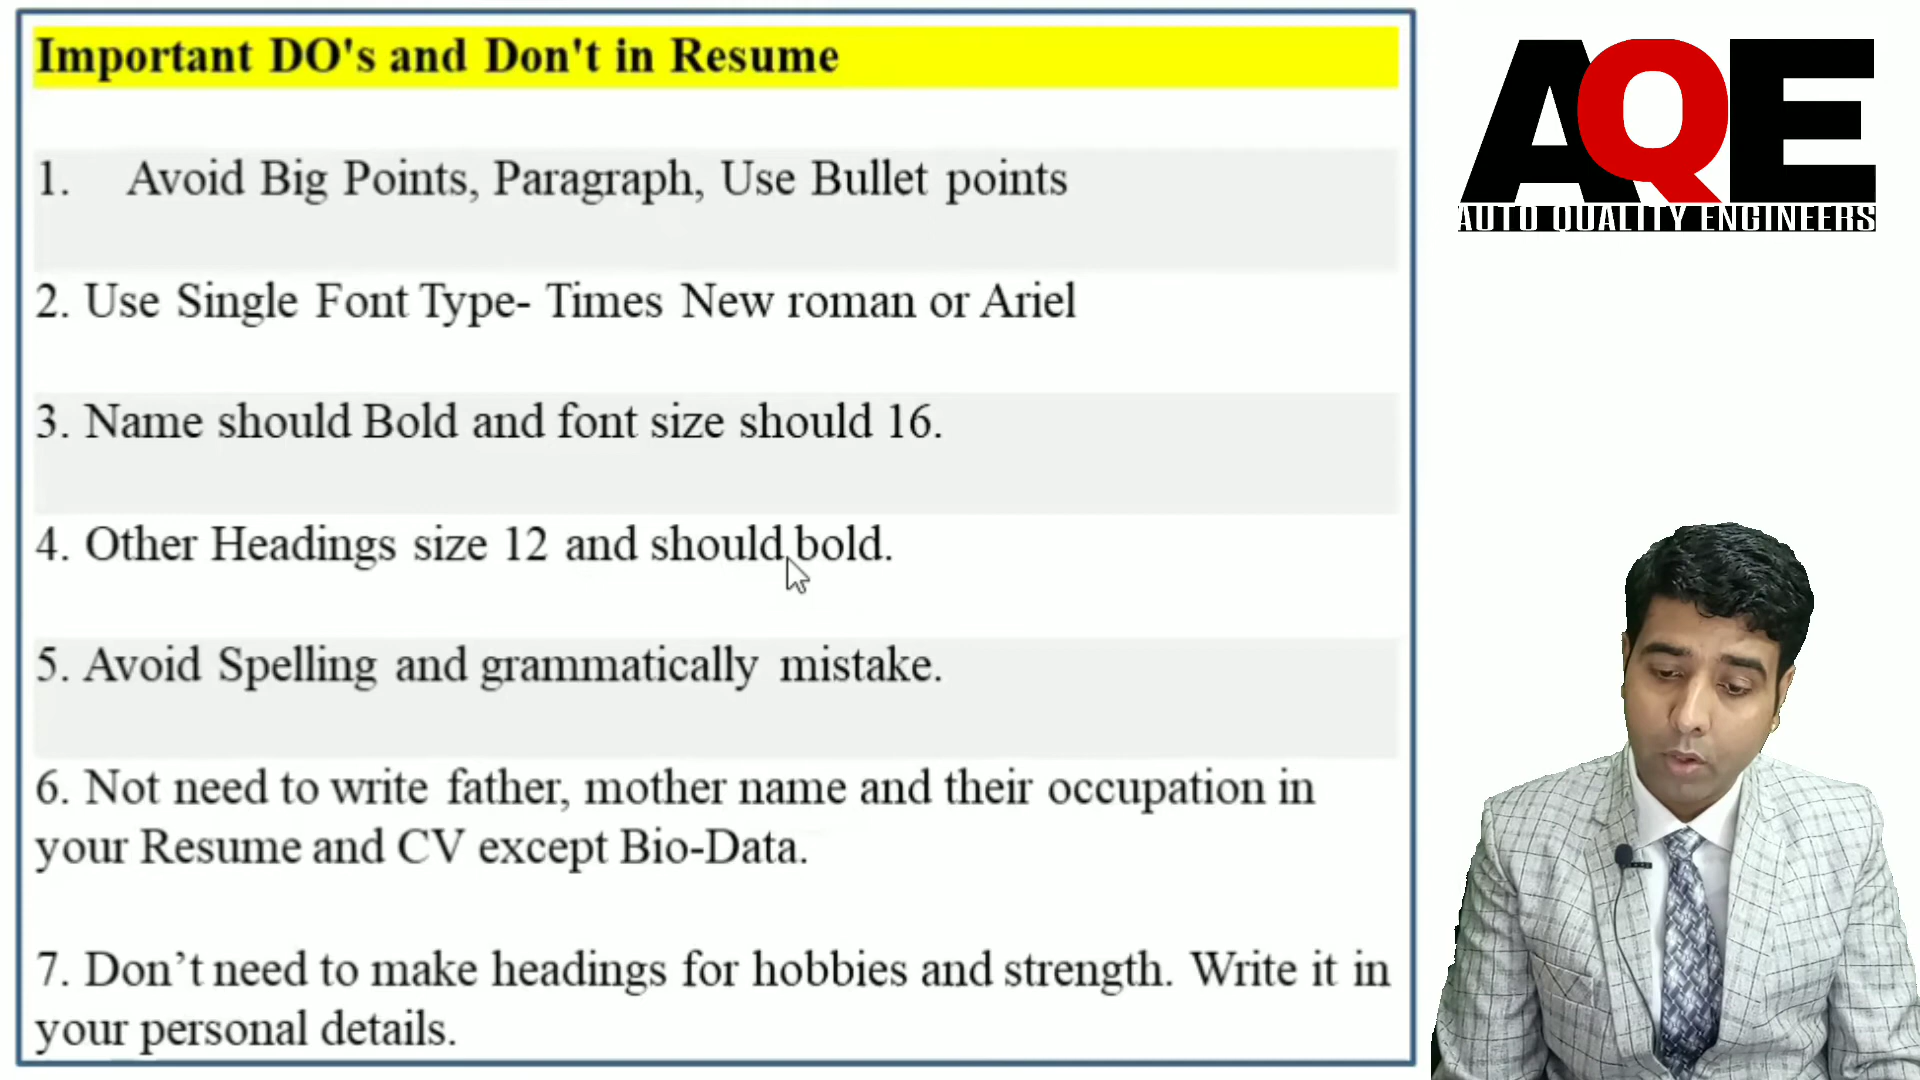 Important DO's and Don't in Resume
1. Avoid Big Points, Paragraph, Use Bullet points
2. Use Single Font Type- Times New roman or Ariel
3. Name should Bold and font size should 16.
4. Other Headings size 12 and should bold.
5. Avoid Spelling and grammatically mistake.
6. Not need to write father, mother name and their occupation in
your Resume and CV except Bio-Data.
7. Don’t need to make headings for hobbies and strength. Write it in
your personal details.
AQE
AUTO QUALITY ENGINEERS